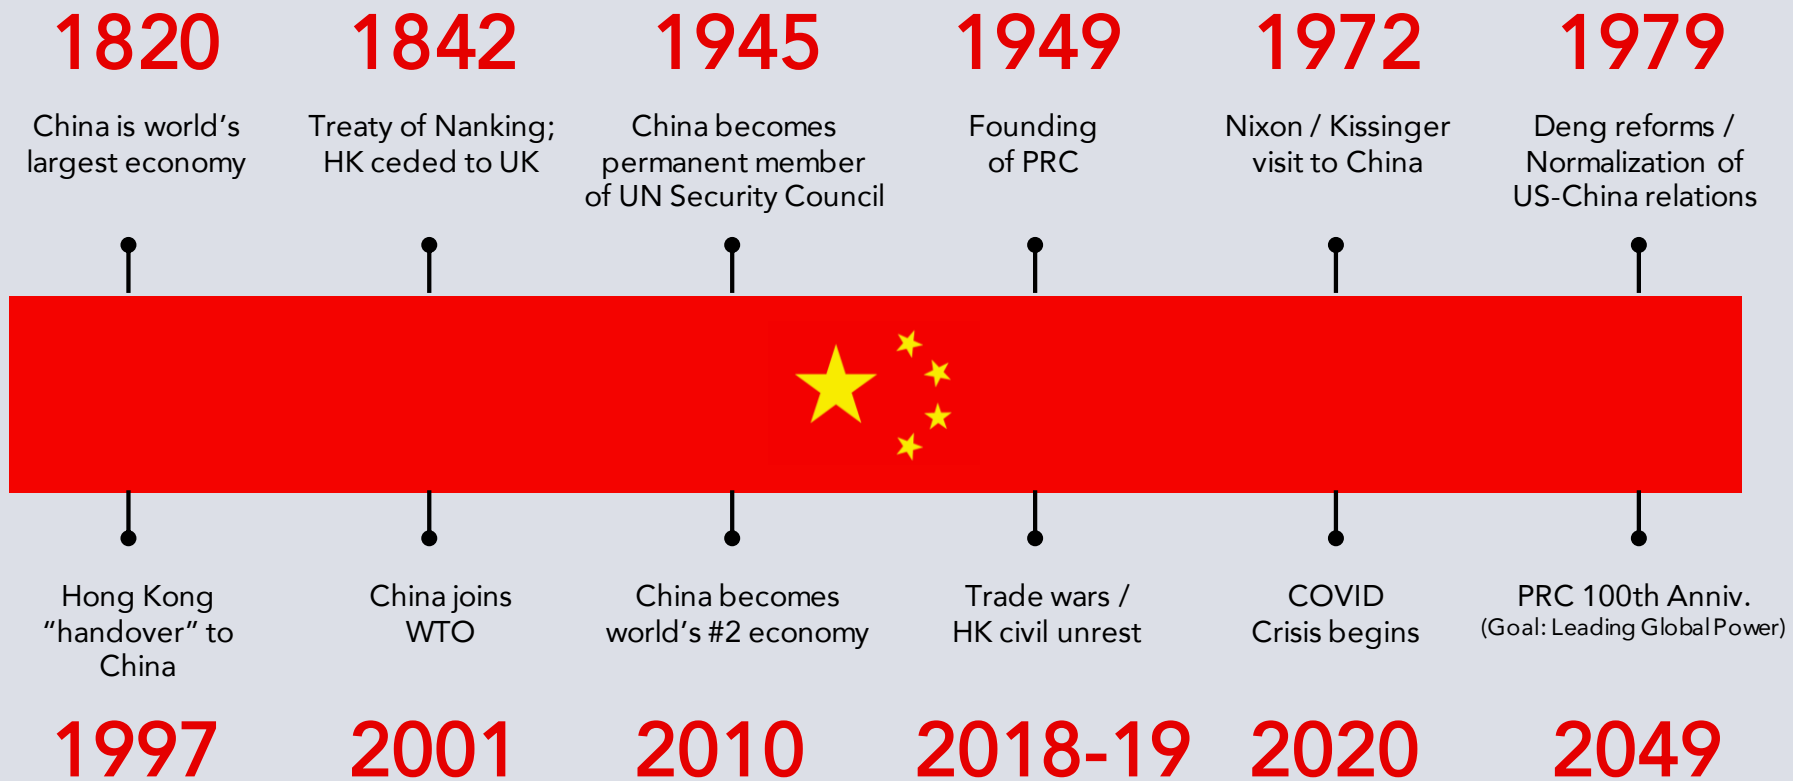 1820
China is world's
largest economy
1842
Treaty of Nanking;
HK ceded to UK
1945
China becomes
permanent member
of UN Security Council
1949
Founding
of PRC
1972
Nixon / Kissinger
visit to China
1979
Deng reforms /
Normalization of
US-China relations
Hong Kong
“handover” to
China
1997
China joins
WTO
2001
China becomes
world's #2 economy
2010
Trade wars /
HK civil unrest
2018-19
COVID
Crisis begins
2020
PRC 100th Anniv.
(Goal: Leading Global Power)
2049